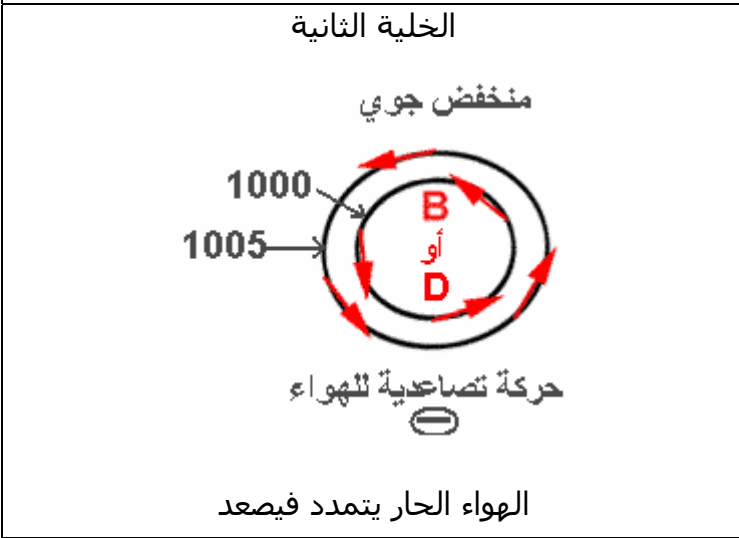 الخلية الثانية
منخفض جوي
1000
1005
B
أو
D
حركة تصاعدية للهواء
الهواء الحار يتمدد فيصعد